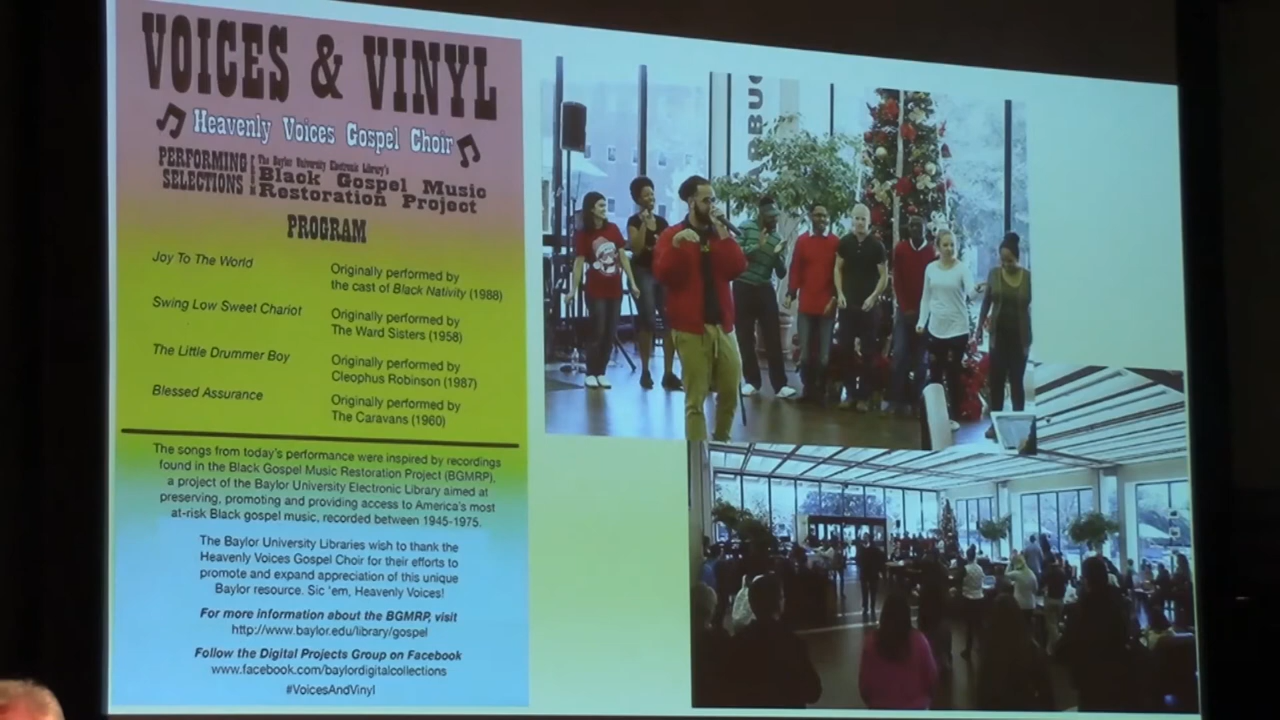 VOICES & VINYL
Heavenly Voices Gospel Choir
PERFORMING
SELECTIONS
The Baylor University Electronic Library's
Black Gospel Music
Restoration Project
PROGRAM
Joy To The World
Originally performed by
the cast of Black Nativity (1988)
Swing Low Sweet Chariot
Originally performed by
The Ward Sisters (1958)
The Little Drummer Boy
Originally performed by
Cleophus Robinson (1987)
Blessed Assurance
Originally performed by
The Caravans (1960)
The songs from today's performance were inspired by recordings
found in the Black Gospel Music Restoration Project (BGMRP),
a project of the Baylor University Electronic Library aimed at
preserving, promoting and providing access to America's most
at-risk Black gospel music, recorded between 1945-1975.
The Baylor University Libraries wish to thank the
Heavenly Voices Gospel Choir for their efforts to
promote and expand appreciation of this unique
Baylor resource. Sic 'em, Heavenly Voices!
For more information about the BGMRP, visit
http://www.baylor.edu/library/gospel
Follow the Digital Projects Group on Facebook
www.facebook.com/baylordigitalcollections
#VoicesAndVinyl
ARBUC